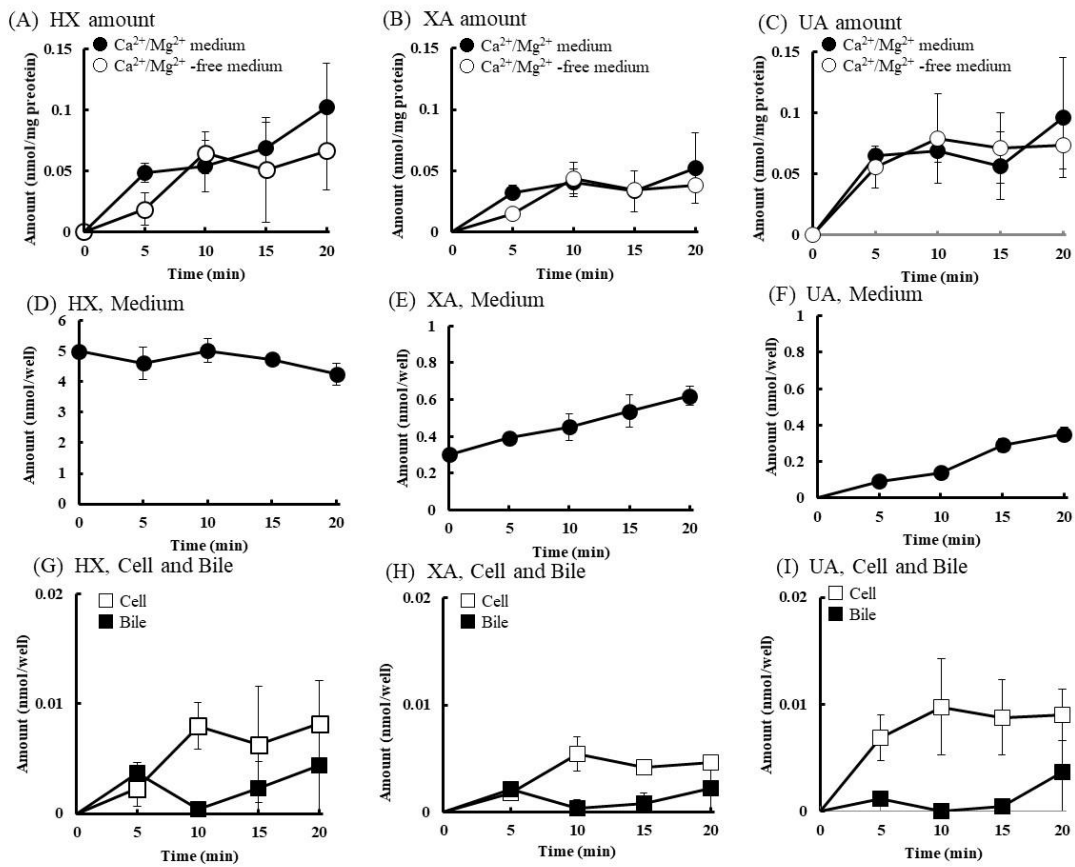 (A) HX amount
● Ca²⁺/Mg²⁺ medium
○ Ca²⁺/Mg²⁺ -free medium
Amount (nmol/mg preotein)
0.15
0.1
0.05
0
0 5 10 15 20
Time (min)
(B) XA amount
● Ca²⁺/Mg²⁺ medium
○ Ca²⁺/Mg²⁺ -free medium
Amount (nmol/mg protein)
0.15
0.1
0.05
0
0 5 10 15 20
Time (min)
(C) UA amount
● Ca²⁺/Mg²⁺ medium
○ Ca²⁺/Mg²⁺ -free medium
Amount (nmol/mg protein)
0.15
0.1
0.05
0
0 5 10 15 20
Time (min)
(D) HX, Medium
Amount (nmol/well)
6
5
4
3
2
1
0
0 5 10 15 20
Time (min)
(E) XA, Medium
Amount (nmol/well)
1
0.8
0.6
0.4
0.2
0
0 5 10 15 20
Time (min)
(F) UA, Medium
Amount (nmol/well)
1
0.8
0.6
0.4
0.2
0
0 5 10 15 20
Time (min)
(G) HX, Cell and Bile
□ Cell
■ Bile
Amount (nmol/well)
0.02
0.01
0
0 5 10 15 20
Time (min)
(H) XA, Cell and Bile
□ Cell
■ Bile
Amount (nmol/well)
0.02
0.01
0
0 5 10 15 20
Time (min)
(I) UA, Cell and Bile
□ Cell
■ Bile
Amount (nmol/well)
0.02
0.01
0
0 5 10 15 20
Time (min)